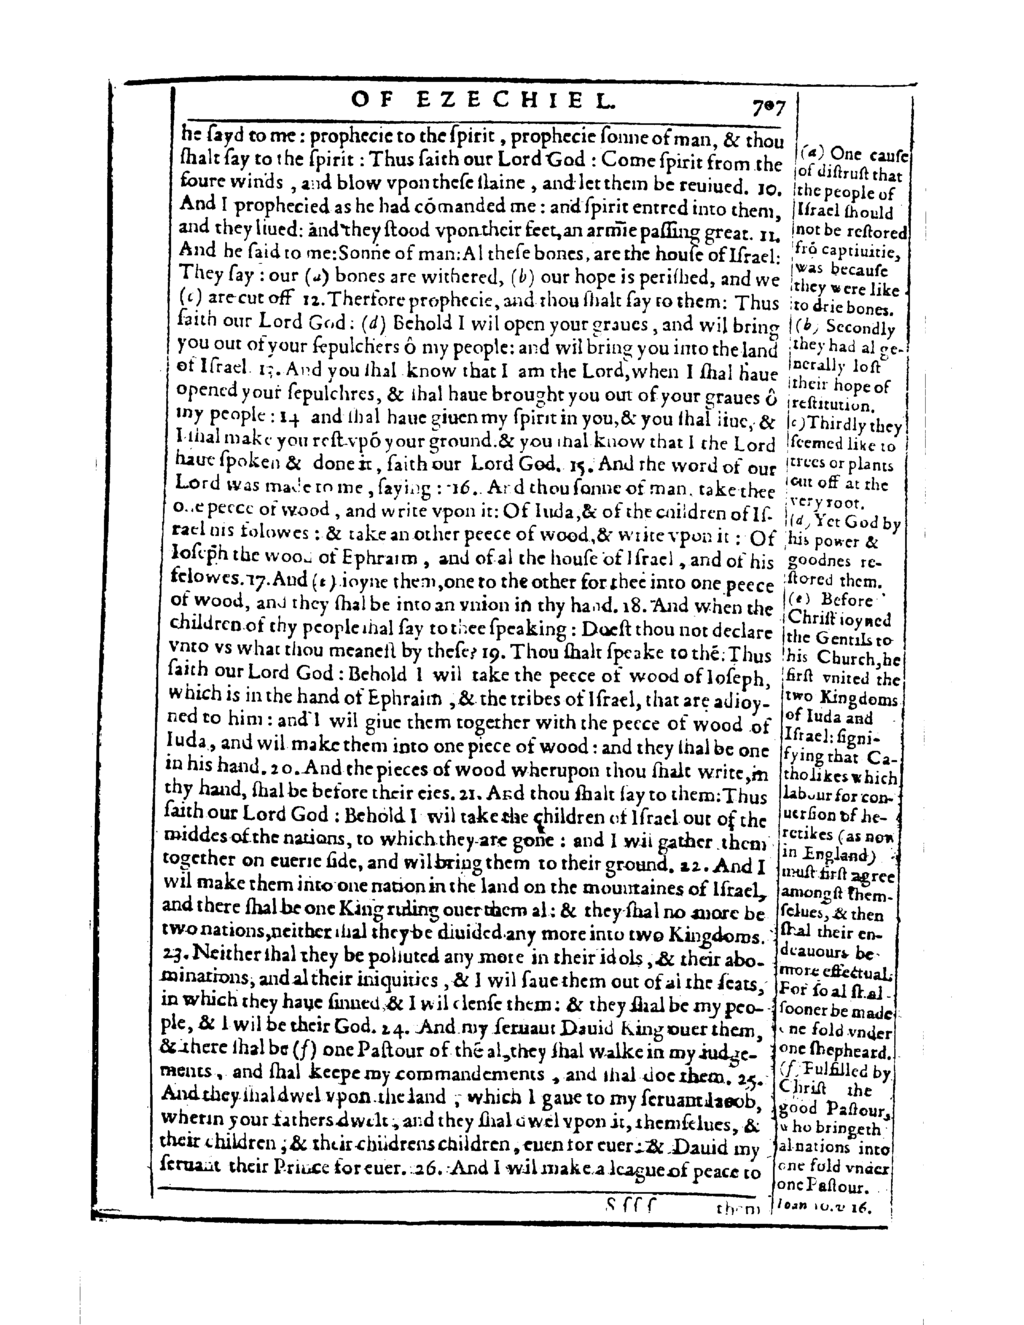 OF EZECHIEL.
707
he ſayd to me : prophecie to the ſpirit , prophecie ſonne of man, & thou
ſhalt ſay to the ſpirit : Thus ſaith our Lord God : Come ſpirit from the
foure winds , and blow vpon theſe ſlaine , and let them be reuiued. 10.
And I prophecied as he had cōmanded me : and ſpirit entred into them,
and they liued: and they ſtood vpon their feet, an armie paſſing great. 11.
And he ſaid to me: Sonne of man: Al theſe bones, are the houſe of Iſrael:
They ſay : our (a) bones are withered, (b) our hope is periſhed, and we
(c) are cut off 12. Therfore prophecie, and thou ſhalt ſay to them: Thus
ſaith our Lord God : (d) Behold I wil open your graues , and wil bring
you out of your ſepulchers ô my people: and wil bring you into the land
of Iſrael. 13. And you ſhal know that I am the Lord, when I ſhal haue
opened your ſepulchres, & ſhal haue brought you out of your graues ô
my people : 14 and ſhal haue giuen my ſpirit in you, & you ſhal liue, &
I ſhal make you reſt vpō your ground. & you ſhal know that I the Lord
haue ſpoken & done it, ſaith our Lord God. 15. And the word of our
Lord was made to me , ſaying : 16. And thou ſonne of man, take thee
one peece of wood , and write vpon it: Of Iuda, & of the children of Iſ-
rael his felowes : & take an other peece of wood, & write vpon it : Of
Ioſeph the wood of Ephraim , and of al the houſe of Iſrael , and of his
felowes. 17. And (e) ioyne them, one to the other for thee into one peece
of wood, and they ſhal be into an vnion in thy hand. 18. And when the
children of thy people ſhal ſay to thee ſpeaking : Doeſt thou not declare
vnto vs what thou meaneſt by theſe? 19. Thou ſhalt ſpeake to thē: Thus
ſaith our Lord God : Behold I wil take the peece of wood of Ioſeph,
which is in the hand of Ephraim , & the tribes of Iſrael, that are adioy-
ned to him : and I wil giue them together with the peece of wood of
Iuda , and wil make them into one piece of wood : and they ſhal be one
in his hand. 20. And the pieces of wood wherupon thou ſhalt write, in
thy hand, ſhal be before their eies. 21. And thou ſhalt ſay to them: Thus
ſaith our Lord God : Behold I wil take the children of Iſrael out of the
middes of the nations, to which they are gone : and I wil gather them
together on euerie ſide, and wil bring them to their ground. 22. And I
wil make them into one nation in the land on the mountaines of Iſrael,
and there ſhal be one King ruling ouer them al : & they ſhal no more be
two nations, neither ſhal they be diuided any more into two Kingdoms.
23. Neither ſhal they be polluted any more in their idols , & their abo-
minations, and al their iniquities , & I wil ſaue them out of al the ſeats,
in which they haue ſinned, & I wil clenſe them : & they ſhal be my peo-
ple, & I wil be their God. 24. And my ſeruant Dauid King ouer them,
& there ſhal be (f) one Paſtour of thē al, they ſhal walke in my iudge-
ments , and ſhal keepe my commandements , and ſhal doe them. 25.
And they ſhal dwel vpon the land , which I gaue to my ſeruant Iacob,
wherin your fathers dwelt , and they ſhal dwel vpon it, themſelues, &
their children , & their childrens children , euen for euer : & Dauid my
ſeruant their Prince for euer. 26. And I wil make a league of peace to
Sſſſ
them
(a) One cauſe
of diſtruſt that
the people of
Iſrael ſhould
not be reſtored
frō captiuitie,
was becauſe
they were like
to drie bones.
(b) Secondly
they had al ge-
nerally loſt
their hope of
reſtitution.
(c) Thirdly they
ſeemed like to
trees or plants
cut off at the
very root.
(d) Yet God by
his power &
goodnes re-
ſtored them.
(e) Before
Chriſt ioyned
the Gentils to
his Church, he
firſt vnited the
two Kingdoms
of Iuda and
Iſrael: ſigni-
fying that Ca-
tholikes which
labour for con-
uerſion of he-
retikes (as now
in England)
muſt firſt agree
amongſt them-
ſelues, & then
ſhal their en-
deauours be
more effectual.
For ſo al ſhal
ſooner be made
one fold vnder
one ſhepheard.
(f) Fulfilled by
Chriſt the
good Paſtour,
who bringeth
al nations into
one fold vnder
one Paſtour.
Ioan 10. v 16.